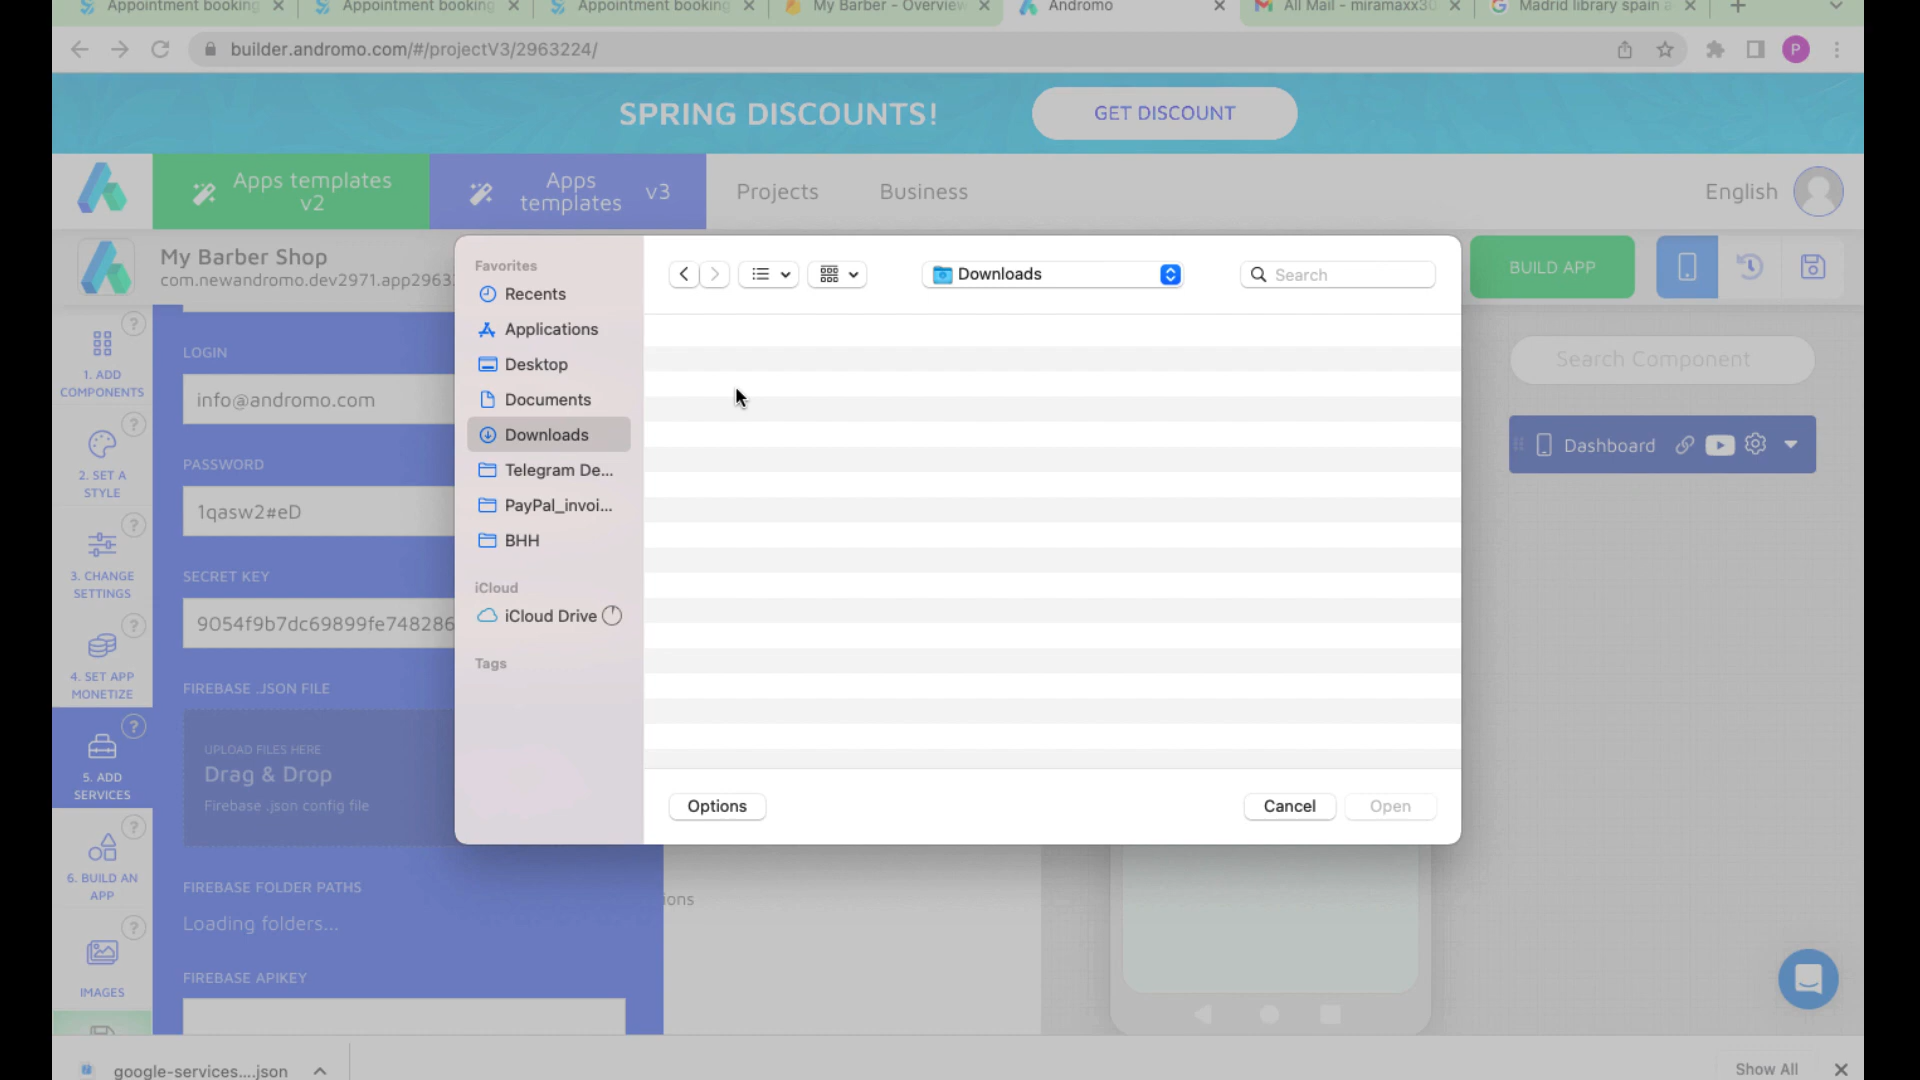 Appointment booking
Appointment booking
Appointment booking
My Barber - Overview
Andromo
All Mail - miramaxx30
Madrid library spain a
builder.andromo.com/#/projectV3/2963224/
P
SPRING DISCOUNTS!
GET DISCOUNT
Apps templates
v2
Apps
templates
v3
Projects
Business
English
My Barber Shop
com.newandromo.dev2971.app2963
BUILD APP
Favorites
Recents
Applications
Desktop
Documents
Downloads
Telegram De...
PayPal_invoi...
BHH
iCloud
iCloud Drive
Tags
Downloads
Search
Options
Cancel
Open
?
1. ADD
COMPONENTS
?
2. SET A
STYLE
?
3. CHANGE
SETTINGS
?
4. SET APP
MONETIZE
?
5. ADD
SERVICES
?
6. BUILD AN
APP
?
IMAGES
LOGIN
info@andromo.com
PASSWORD
1qasw2#eD
SECRET KEY
9054f9b7dc69899fe748286
FIREBASE .JSON FILE
UPLOAD FILES HERE
Drag & Drop
Firebase .json config file
FIREBASE FOLDER PATHS
Loading folders...
FIREBASE APIKEY
ions
Search Component
Dashboard
google-services....json
Show All